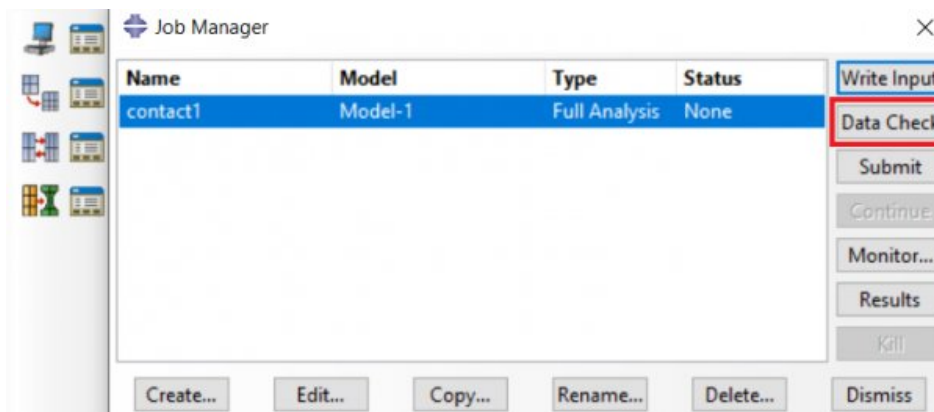 Job Manager
Name Model Type Status
contact1 Model-1 Full Analysis None
Write Input
Data Check
Submit
Continue
Monitor...
Results
Kill
Create... Edit... Copy... Rename... Delete... Dismiss